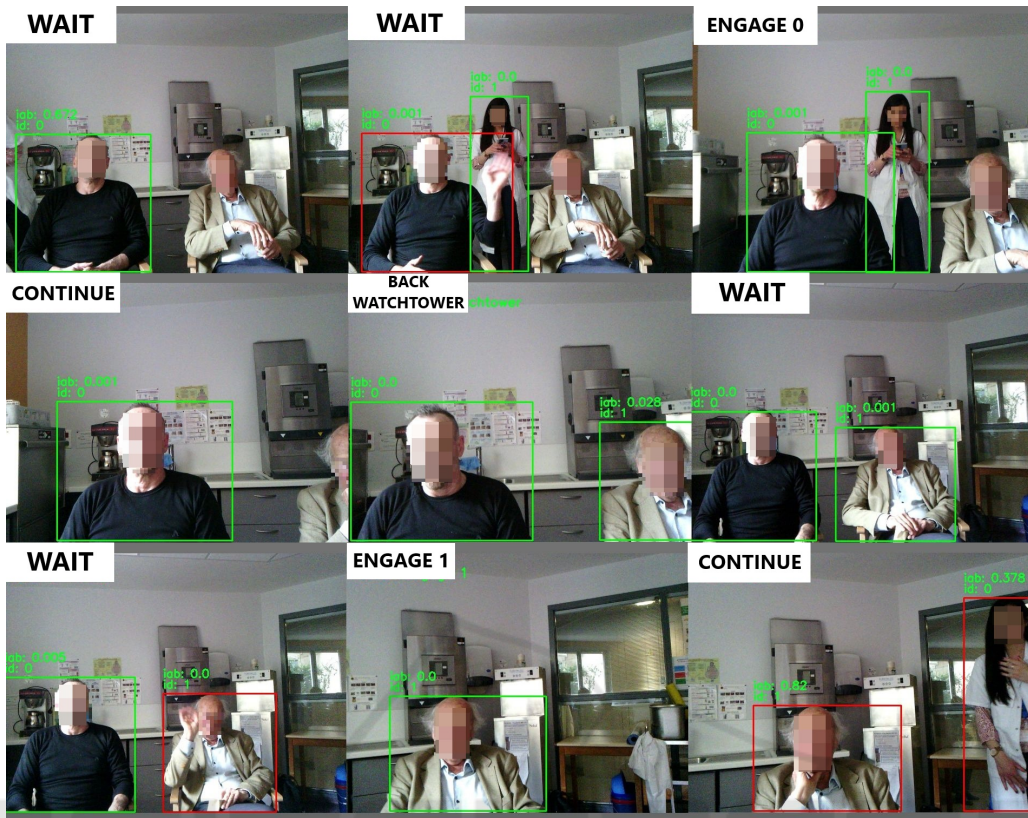 WAIT
iab: 0.672
id: 0
WAIT
iab: 0.001
id: 0
iab: 0.0
id: 1
ENGAGE 0
iab: 0.001
id: 0
iab: 0.0
id: 1
CONTINUE
iab: 0.001
id: 0
BACK
WATCHTOWER
iab: 0.0
id: 0
iab: 0.028
id: 1
WAIT
iab: 0.0
id: 0
iab: 0.001
id: 1
WAIT
id: 0
iab: 0.0
id: 1
ENGAGE 1
1
iab: 0.0
CONTINUE
iab: 0.82
iab: 0.378
id: 0